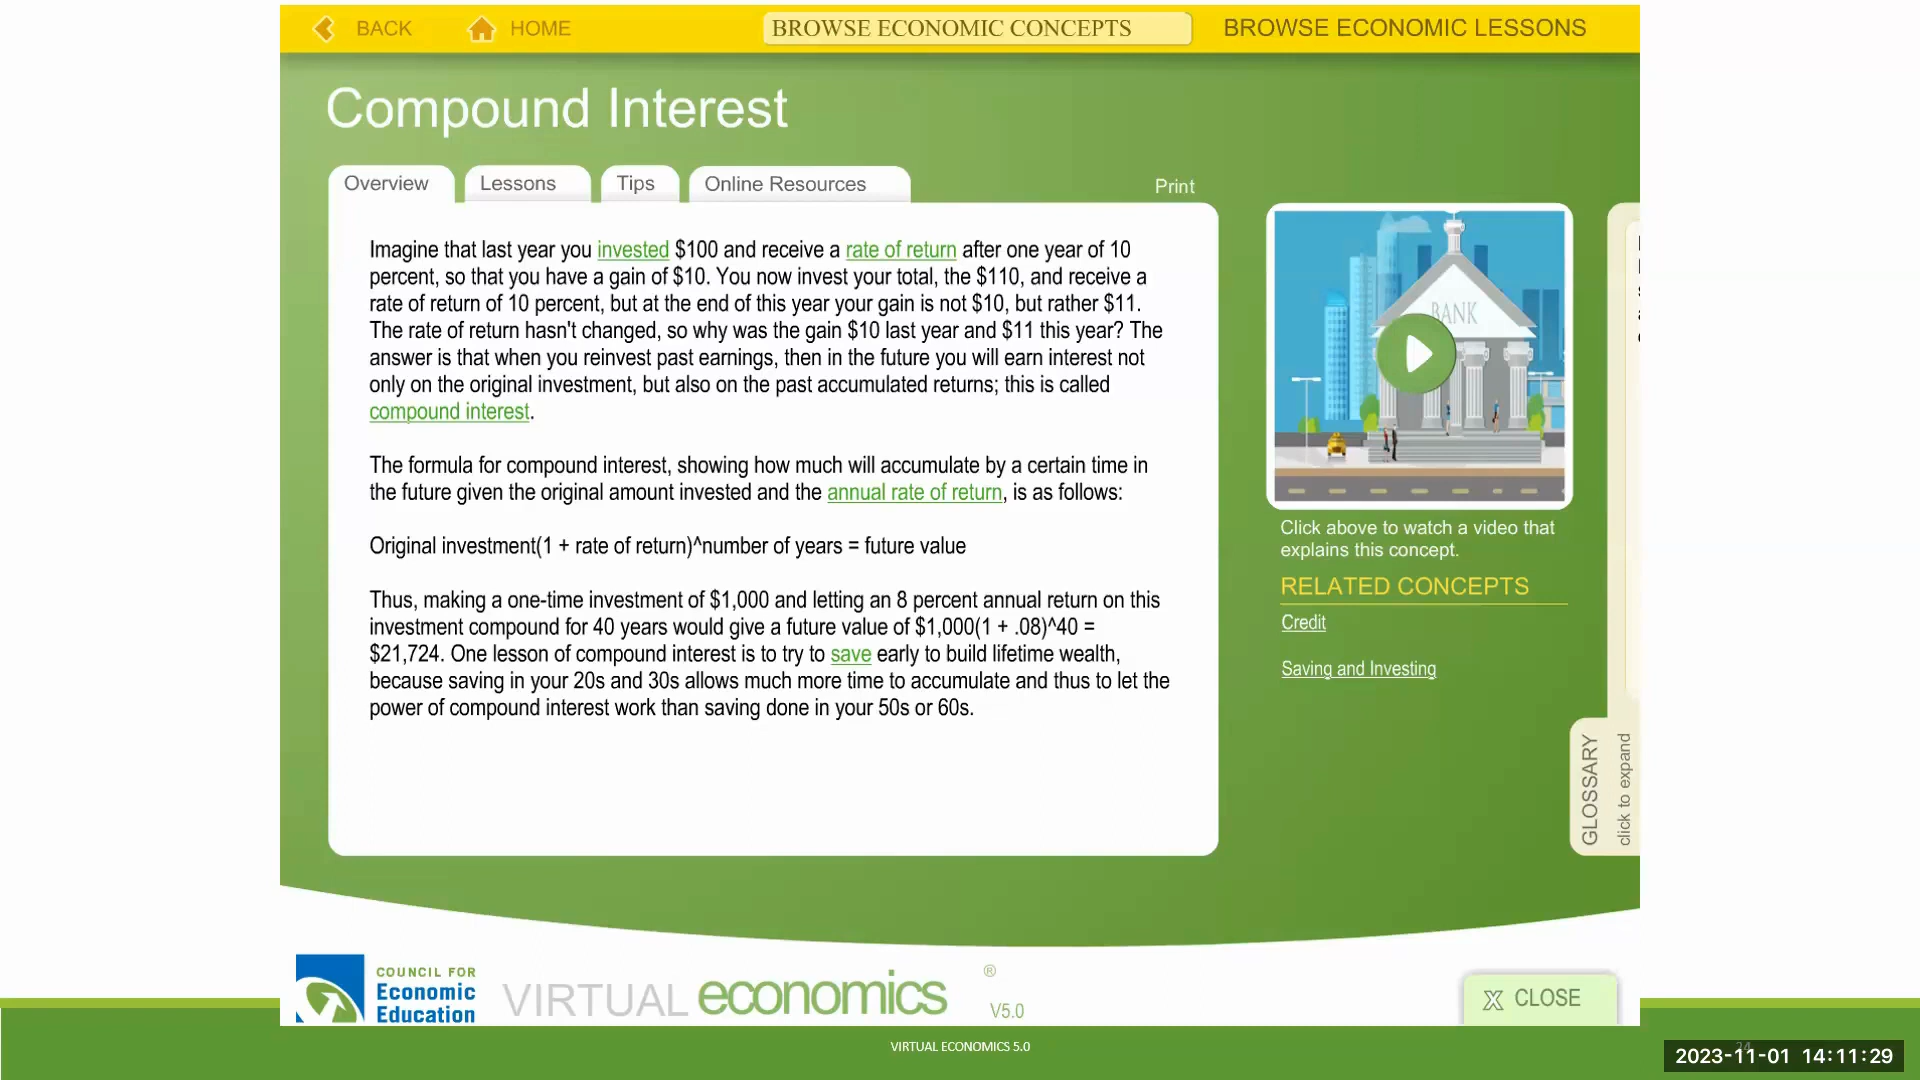 BACK
HOME
BROWSE ECONOMIC CONCEPTS
BROWSE ECONOMIC LESSONS
Compound Interest
Overview
Lessons
Tips
Online Resources
Print
Imagine that last year you invested $100 and receive a rate of return after one year of 10
percent, so that you have a gain of $10. You now invest your total, the $110, and receive a
rate of return of 10 percent, but at the end of this year your gain is not $10, but rather $11.
The rate of return hasn't changed, so why was the gain $10 last year and $11 this year? The
answer is that when you reinvest past earnings, then in the future you will earn interest not
only on the original investment, but also on the past accumulated returns; this is called
compound interest.
The formula for compound interest, showing how much will accumulate by a certain time in
the future given the original amount invested and the annual rate of return, is as follows:
Original investment(1 + rate of return)^number of years = future value
Thus, making a one-time investment of $1,000 and letting an 8 percent annual return on this
investment compound for 40 years would give a future value of $1,000(1 + .08)^40 =
$21,724. One lesson of compound interest is to try to save early to build lifetime wealth,
because saving in your 20s and 30s allows much more time to accumulate and thus to let the
power of compound interest work than saving done in your 50s or 60s.
BANK
Click above to watch a video that
explains this concept.
RELATED CONCEPTS
Credit
Saving and Investing
GLOSSARY
click to expand
COUNCIL FOR
Economic
Education
VIRTUAL economics ®
V5.0
X CLOSE
VIRTUAL ECONOMICS 5.0
2023-11-01 14:11:29